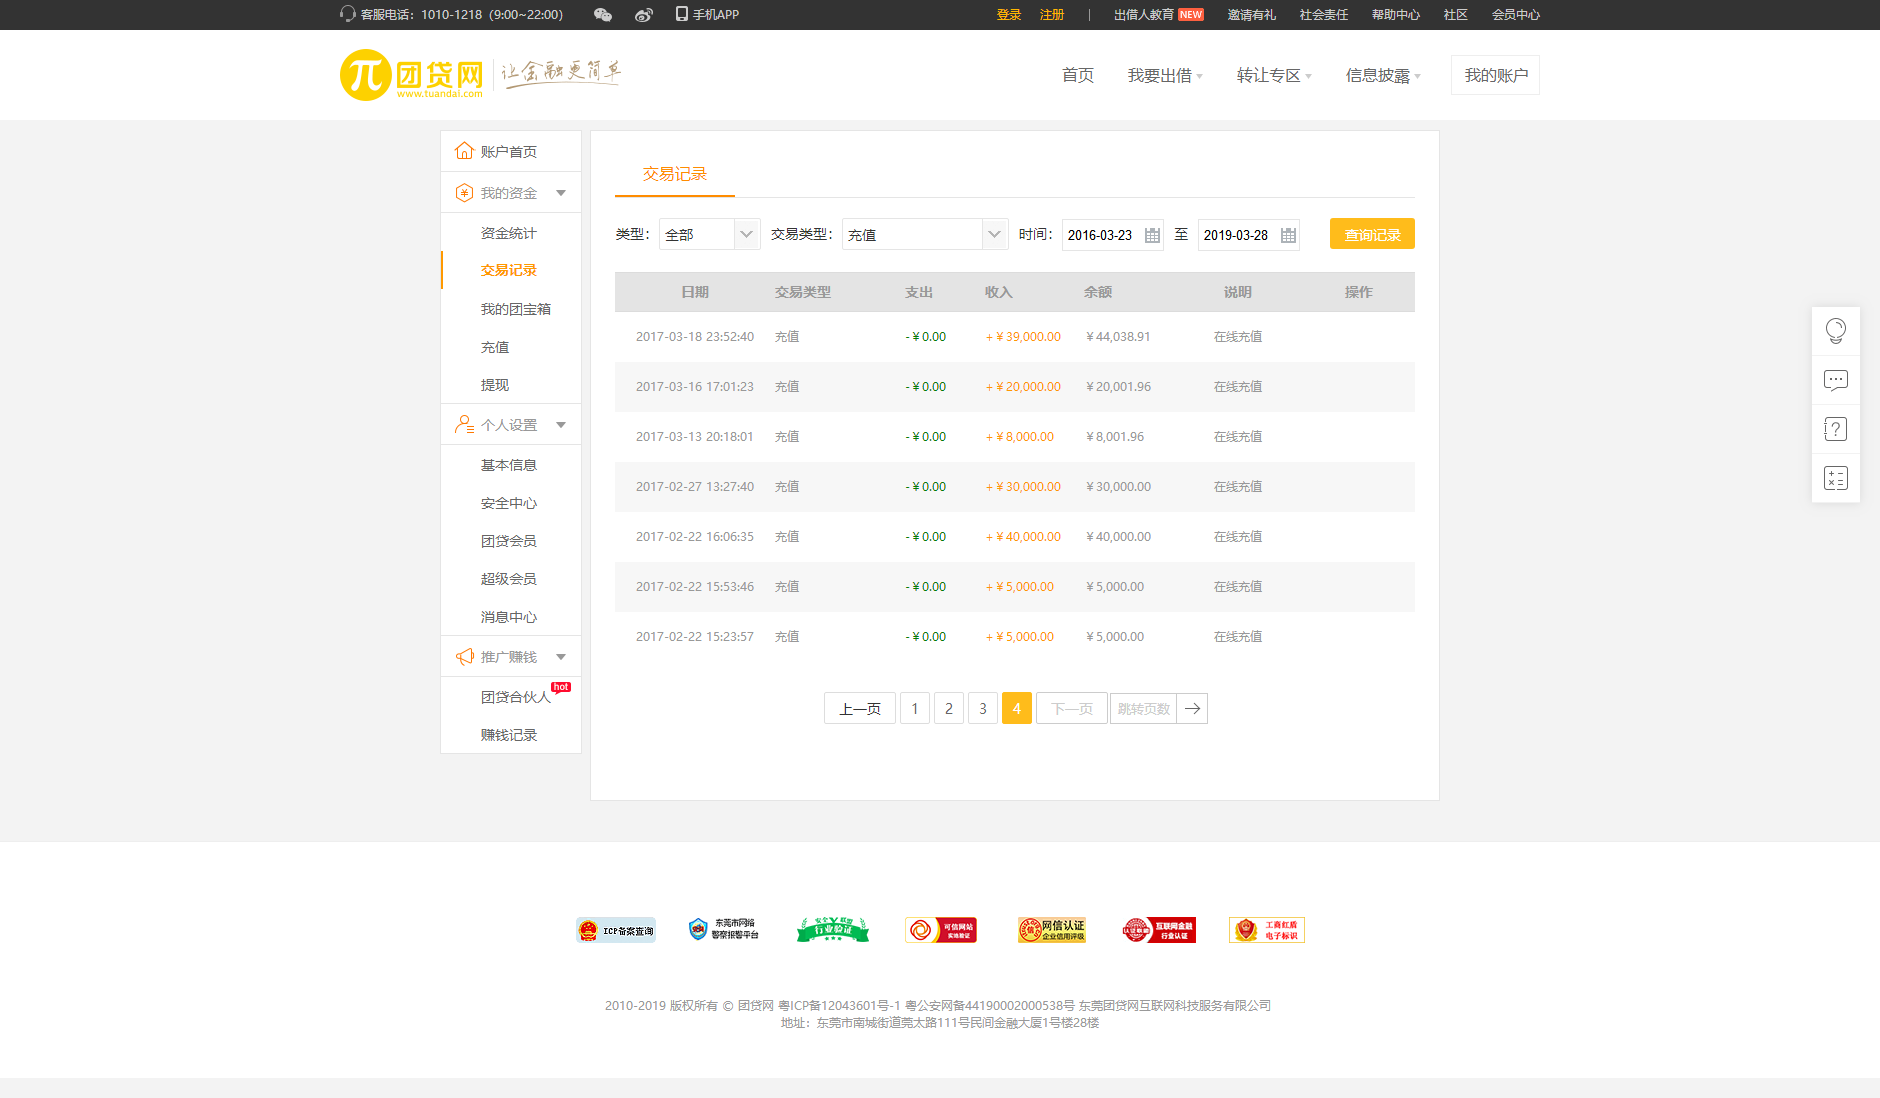 客服电话：1010-1218（9:00~22:00） 手机APP 登录 注册 | 出借人教育 NEW 邀请有礼 社会责任 帮助中心 社区 会员中心
团贷网 www.tuandai.com 让金融更简单
首页 我要出借 转让专区 信息披露 我的账户
账户首页
我的资金
资金统计
交易记录
我的团宝箱
充值
提现
个人设置
基本信息
安全中心
团贷会员
超级会员
消息中心
推广赚钱
团贷合伙人 hot
赚钱记录
交易记录
类型： 全部 交易类型： 充值 时间： 2016-03-23 至 2019-03-28 查询记录
日期 交易类型 支出 收入 余额 说明 操作
2017-03-18 23:52:40 充值 -￥0.00 +￥39,000.00 ￥44,038.91 在线充值
2017-03-16 17:01:23 充值 -￥0.00 +￥20,000.00 ￥20,001.96 在线充值
2017-03-13 20:18:01 充值 -￥0.00 +￥8,000.00 ￥8,001.96 在线充值
2017-02-27 13:27:40 充值 -￥0.00 +￥30,000.00 ￥30,000.00 在线充值
2017-02-22 16:06:35 充值 -￥0.00 +￥40,000.00 ￥40,000.00 在线充值
2017-02-22 15:53:46 充值 -￥0.00 +￥5,000.00 ￥5,000.00 在线充值
2017-02-22 15:23:57 充值 -￥0.00 +￥5,000.00 ￥5,000.00 在线充值
上一页 1 2 3 4 下一页 跳转页数
ICP备案查询
东莞市网络
警察报警平台
安全联盟
行业验证
可信网站
实名验证
网信认证
企业信用评级
互联网金融
行业认证
工商红盾
电子标识
2010-2019 版权所有 © 团贷网 粤ICP备12043601号-1 粤公安网备44190002000538号 东莞团贷网互联网科技服务有限公司
地址：东莞市南城街道莞太路111号民间金融大厦1号楼28楼